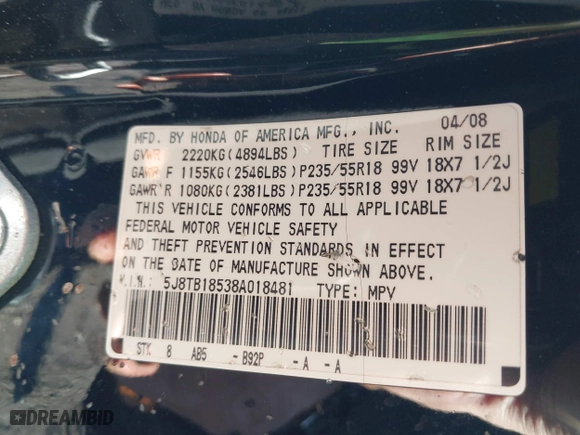 MFD. BY HONDA OF AMERICA MFG., INC. 04/08
GVWR 2220KG(4894LBS) TIRE SIZE RIM SIZE
GAWR F 1155KG(2546LBS)P235/55R18 99V 18X7 1/2J
GAWR R 1080KG(2381LBS)P235/55R18 99V 18X7 1/2J
THIS VEHICLE CONFORMS TO ALL APPLICABLE
FEDERAL MOTOR VEHICLE SAFETY
AND THEFT PREVENTION STANDARDS IN EFFECT
ON THE DATE OF MANUFACTURE SHOWN ABOVE.
V.I.N.: 5J8TB18538A018481 TYPE: MPV
STK 8 AB5 -B92P -A -A
DREAMBID